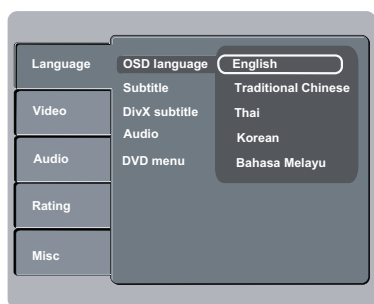 Language
Video
Audio
Rating
Misc
OSD language
Subtitle
DivX subtitle
Audio
DVD menu
English
Traditional Chinese
Thai
Korean
Bahasa Melayu